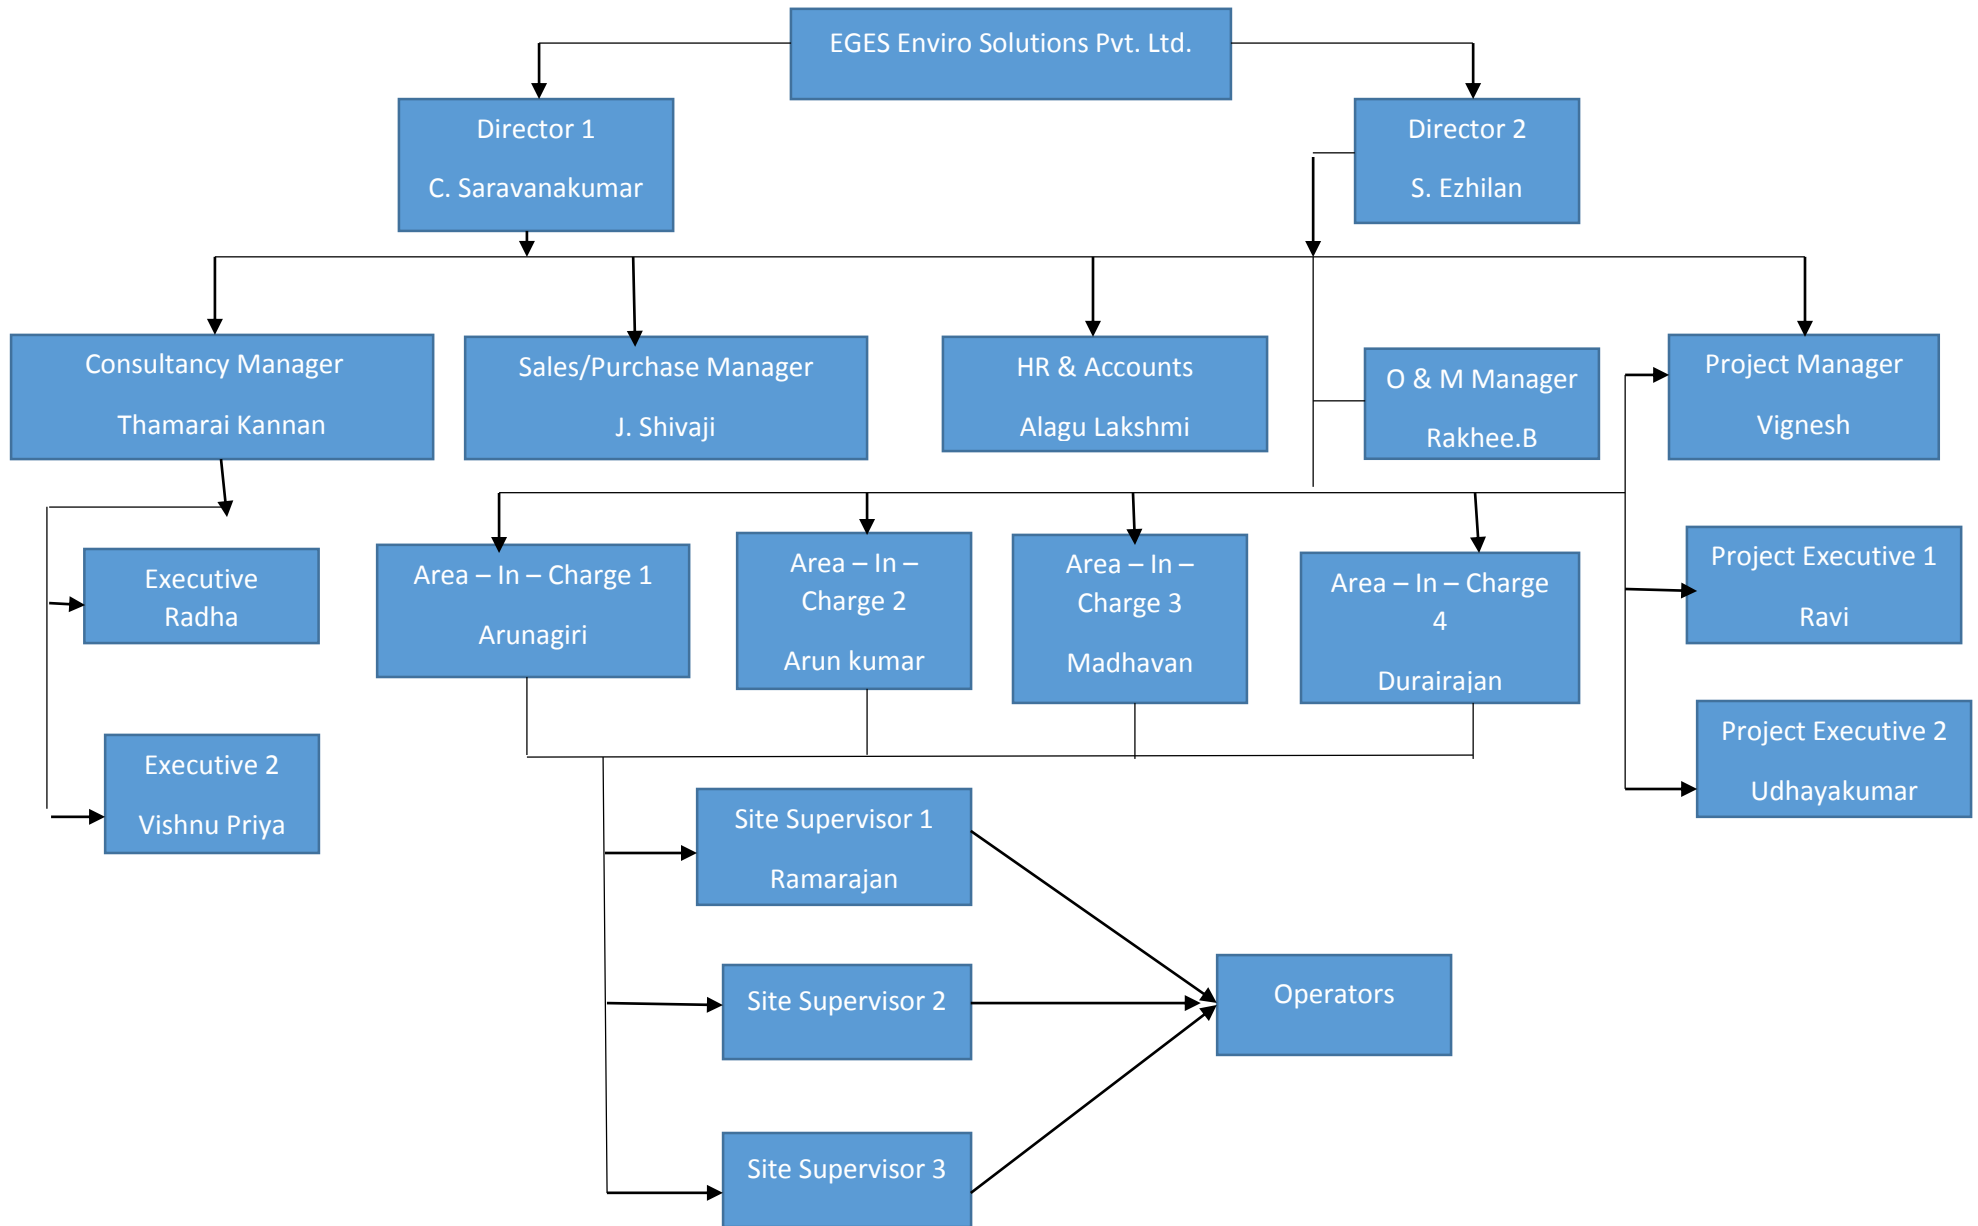 EGES Enviro Solutions Pvt. Ltd.
Director 1
C. Saravanakumar
Director 2
S. Ezhilan
Consultancy Manager
Thamarai Kannan
Sales/Purchase Manager
J. Shivaji
HR & Accounts
Alagu Lakshmi
O & M Manager
Rakhee.B
Project Manager
Vignesh
Executive
Radha
Executive 2
Vishnu Priya
Area – In – Charge 1
Arunagiri
Area – In –
Charge 2
Arun kumar
Area – In –
Charge 3
Madhavan
Area – In – Charge
4
Durairajan
Project Executive 1
Ravi
Project Executive 2
Udhayakumar
Site Supervisor 1
Ramarajan
Site Supervisor 2
Site Supervisor 3
Operators